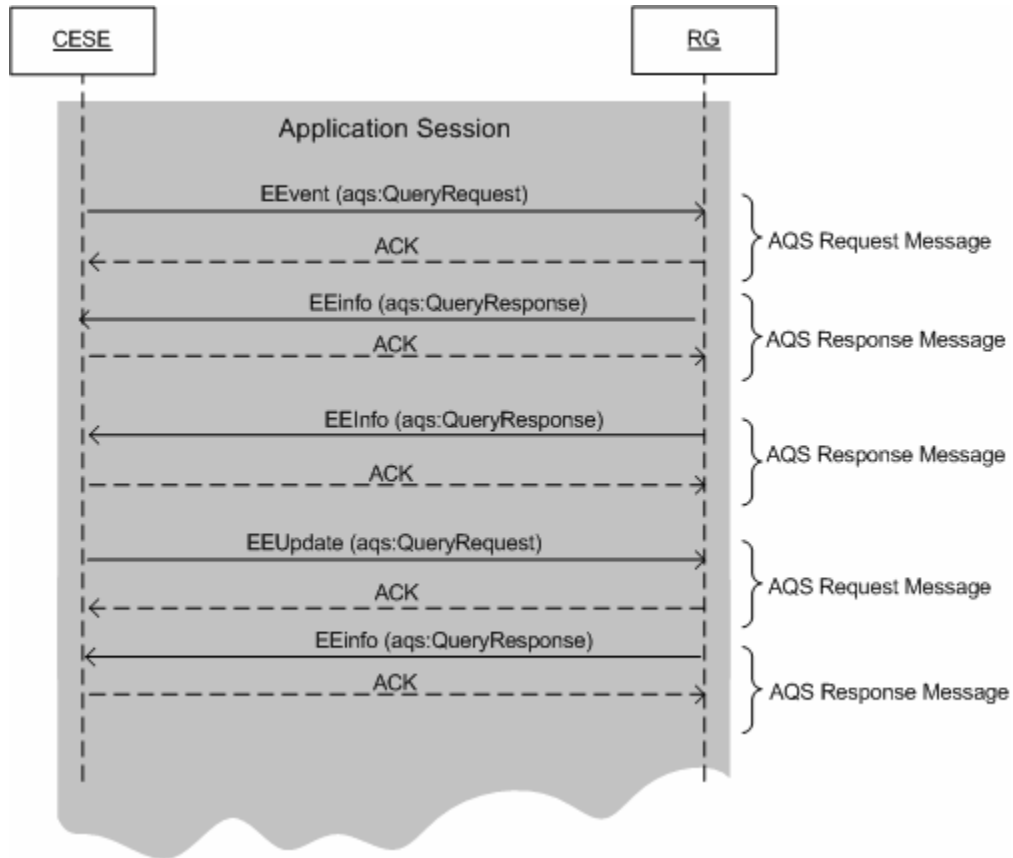 CESE
RG
Application Session
EEvent (aqs:QueryRequest)
ACK
AQS Request Message
EEinfo (aqs:QueryResponse)
ACK
AQS Response Message
EEInfo (aqs:QueryResponse)
ACK
AQS Response Message
EEUpdate (aqs:QueryRequest)
ACK
AQS Request Message
EEinfo (aqs:QueryResponse)
ACK
AQS Response Message